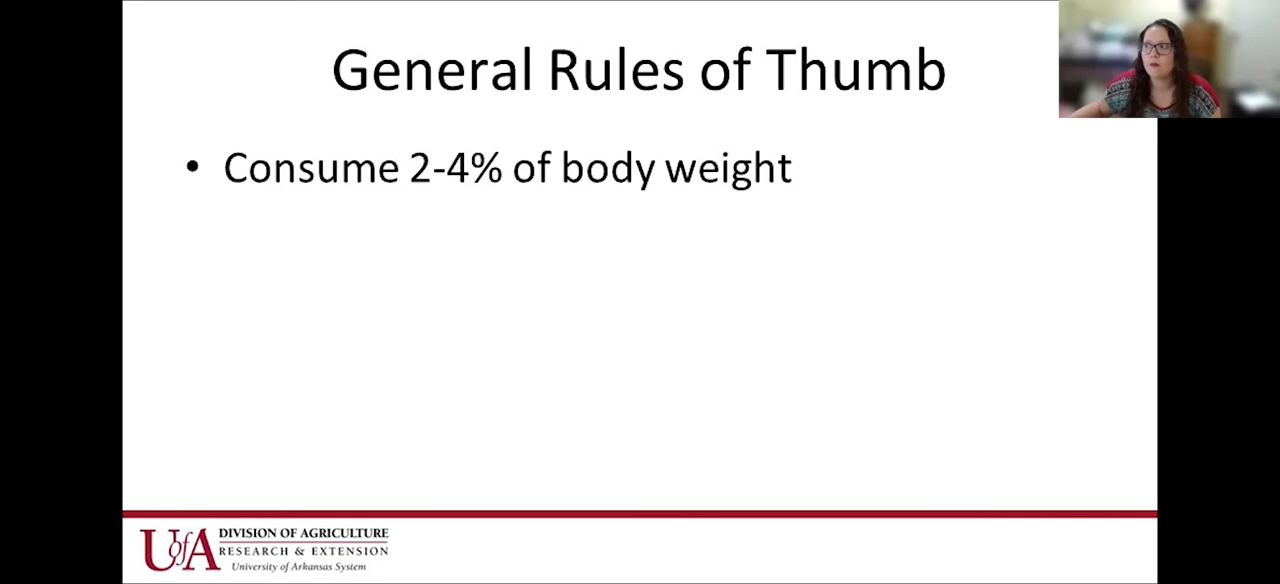 General Rules of Thumb
• Consume 2-4% of body weight
UofA DIVISION OF AGRICULTURE
RESEARCH & EXTENSION
University of Arkansas System